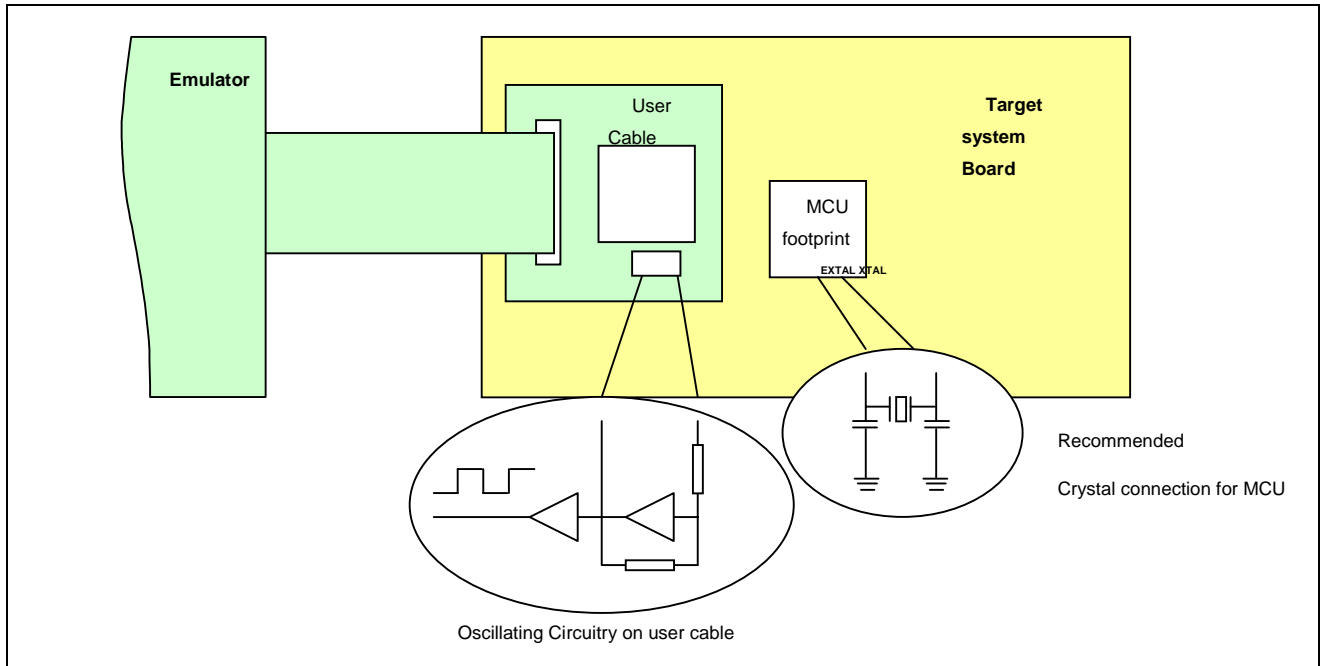 Emulator
User
Cable
Target
system
Board
MCU
footprint
EXTAL XTAL
Recommended
Crystal connection for MCU
Oscillating Circuitry on user cable